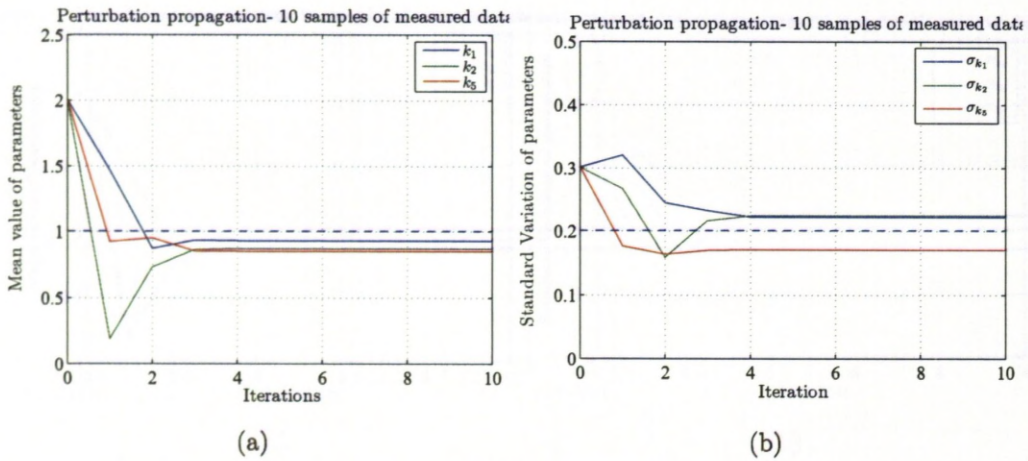 Perturbation propagation- 10 samples of measured data
2.5
2
1.5
1
0.5
0
0 2 4 6 8 10
Mean value of parameters
Iterations
k₁
k₂
k₅
(a)
Perturbation propagation- 10 samples of measured data
0.5
0.4
0.3
0.2
0.1
0
0 2 4 6 8 10
Standard Variation of parameters
Iteration
σk₁
σk₂
σk₅
(b)